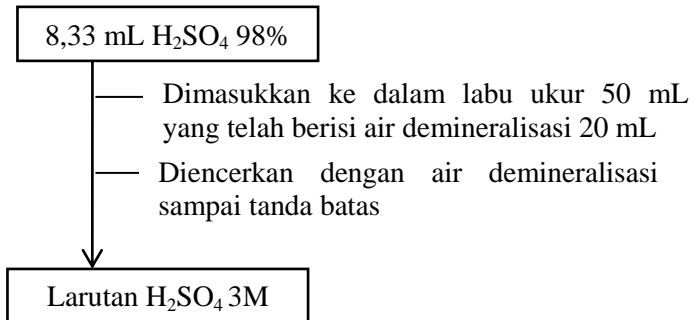 8,33 mL H₂SO₄ 98%
Dimasukkan ke dalam labu ukur 50 mL
yang telah berisi air demineralisasi 20 mL
Diencerkan dengan air demineralisasi
sampai tanda batas
Larutan H₂SO₄ 3M